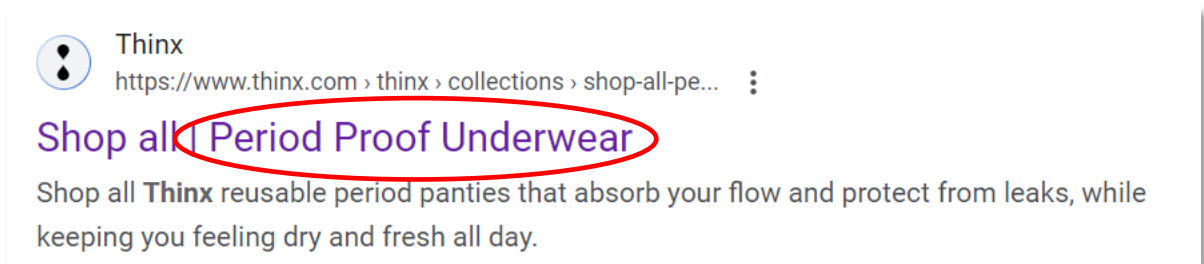 Thinx
https://www.thinx.com › thinx › collections › shop-all-pe...
Shop all | Period Proof Underwear
Shop all Thinx reusable period panties that absorb your flow and protect from leaks, while
keeping you feeling dry and fresh all day.